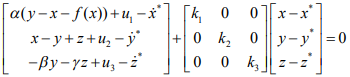 [α(y − x − f(x)) + u₁ − ẋ*; x − y + z + u₂ − ẏ*; −βy − γz + u₃ − ż*] + [k₁ 0 0; 0 k₂ 0; 0 0 k₃] [x − x*; y − y*; z − z*] = 0